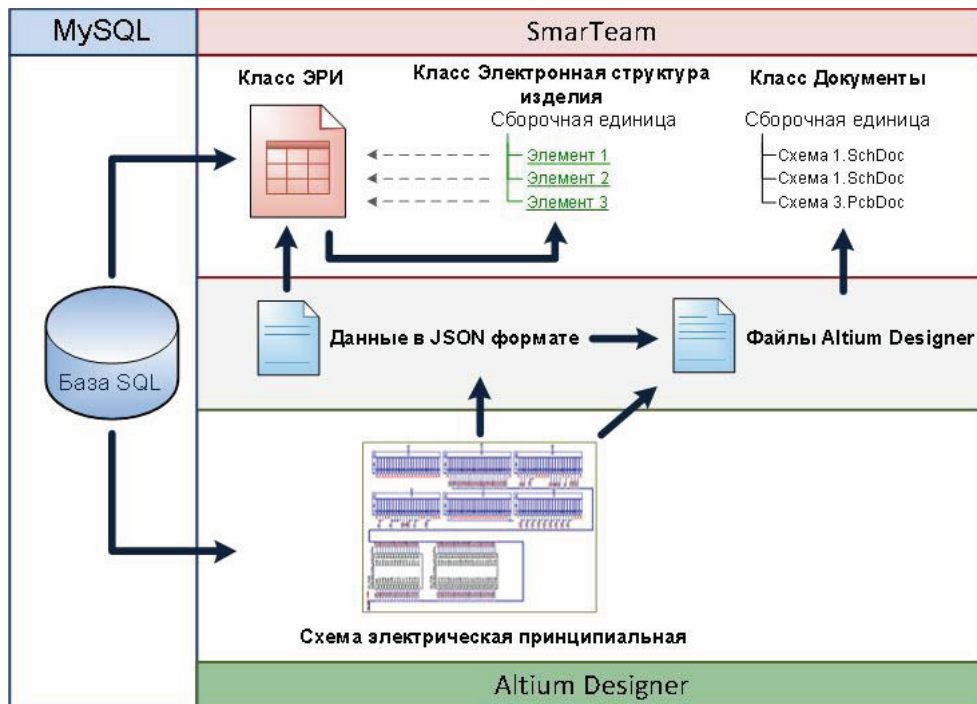 MySQL
SmarTeam
Класс ЭРИ
Класс Электронная структура
изделия
Класс Документы
Сборочная единица
Элемент 1
Элемент 2
Элемент 3
Сборочная единица
Схема 1.SchDoc
Схема 1.SchDoc
Схема 3.PcbDoc
База SQL
Данные в JSON формате
Файлы Altium Designer
Схема электрическая принципиальная
Altium Designer